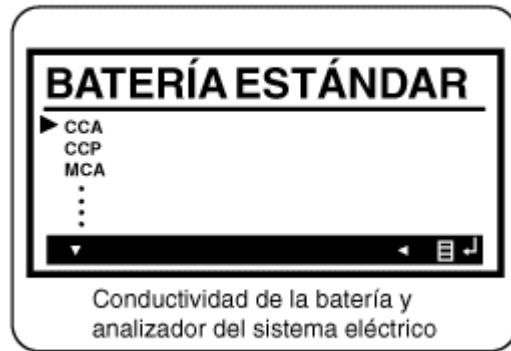 BATERÍA ESTÁNDAR
CCA
CCP
MCA
Conductividad de la batería y
analizador del sistema eléctrico